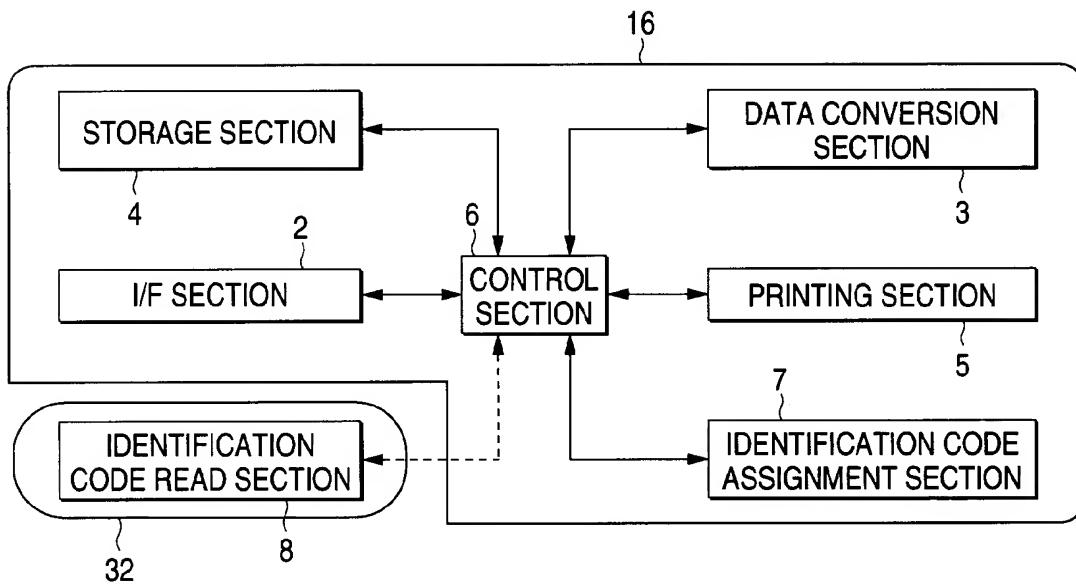 16
STORAGE SECTION
4
DATA CONVERSION
SECTION
3
2
I/F SECTION
6
CONTROL
SECTION
PRINTING SECTION
5
IDENTIFICATION
CODE READ SECTION
8
32
7
IDENTIFICATION CODE
ASSIGNMENT SECTION